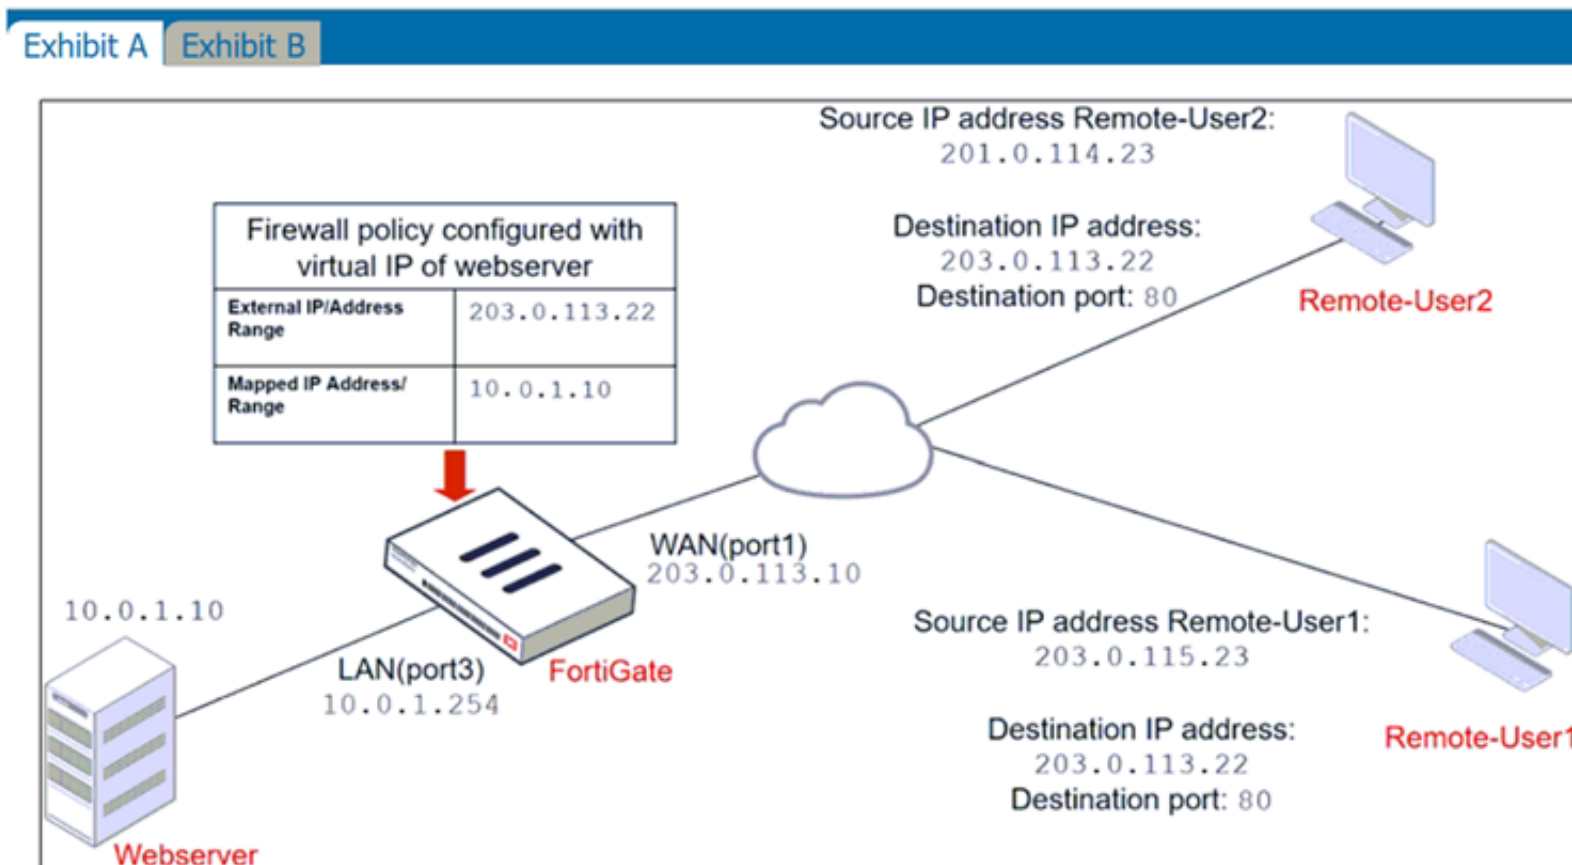 Exhibit A
Exhibit B
Source IP address Remote-User2:
201.0.114.23
Destination IP address:
203.0.113.22
Destination port: 80
Remote-User2
Firewall policy configured with
virtual IP of webserver
External IP/Address
Range
203.0.113.22
Mapped IP Address/
Range
10.0.1.10
WAN(port1)
203.0.113.10
10.0.1.10
LAN(port3)
10.0.1.254
FortiGate
Webserver
Source IP address Remote-User1:
203.0.115.23
Destination IP address:
203.0.113.22
Destination port: 80
Remote-User1